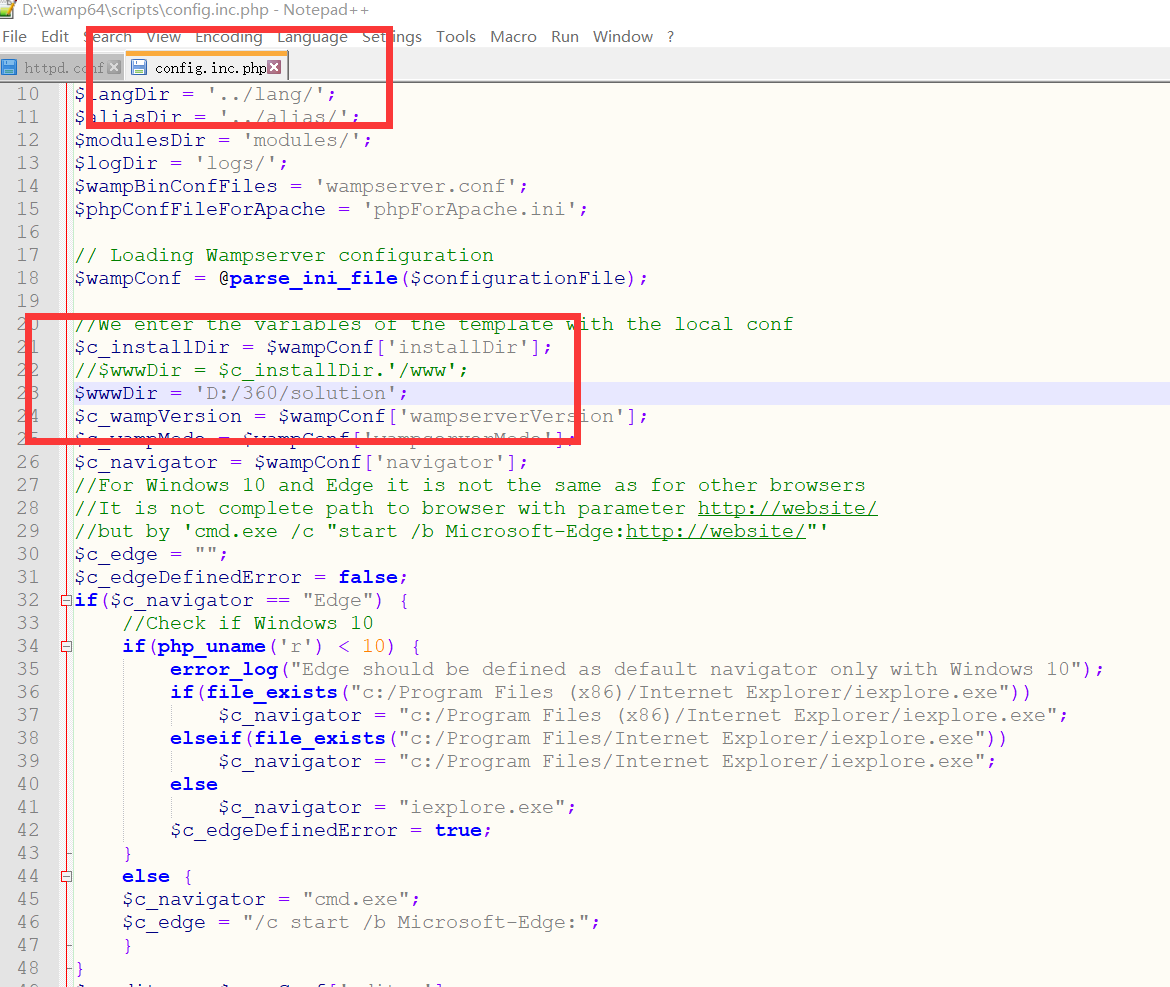 D:\wamp64\scripts\config.inc.php - Notepad++
File Edit Search View Encoding Language Settings Tools Macro Run Window ?
httpd.conf config.inc.php
10 $langDir = '../lang/';
11 $aliasDir = '../alias/';
12 $modulesDir = 'modules/';
13 $logDir = 'logs/';
14 $wampBinConfFiles = 'wampserver.conf';
15 $phpConfFileForApache = 'phpForApache.ini';
16
17 // Loading Wampserver configuration
18 $wampConf = @parse_ini_file($configurationFile);
19
20 //We enter the variables of the template with the local conf
21 $c_installDir = $wampConf['installDir'];
22 //$wwwDir = $c_installDir.'/www';
23 $wwwDir = 'D:/360/solution';
24 $c_wampVersion = $wampConf['wampserverVersion'];
25 $c_wampMode = $wampConf['wampserverMode'];
26 $c_navigator = $wampConf['navigator'];
27 //For Windows 10 and Edge it is not the same as for other browsers
28 //It is not complete path to browser with parameter http://website/
29 //but by 'cmd.exe /c "start /b Microsoft-Edge:http://website/"'
30 $c_edge = "";
31 $c_edgeDefinedError = false;
32 if($c_navigator == "Edge") {
33 //Check if Windows 10
34 if(php_uname('r') < 10) {
35 error_log("Edge should be defined as default navigator only with Windows 10");
36 if(file_exists("c:/Program Files (x86)/Internet Explorer/iexplore.exe"))
37 $c_navigator = "c:/Program Files (x86)/Internet Explorer/iexplore.exe";
38 elseif(file_exists("c:/Program Files/Internet Explorer/iexplore.exe"))
39 $c_navigator = "c:/Program Files/Internet Explorer/iexplore.exe";
40 else
41 $c_navigator = "iexplore.exe";
42 $c_edgeDefinedError = true;
43 }
44 else {
45 $c_navigator = "cmd.exe";
46 $c_edge = "/c start /b Microsoft-Edge:";
47 }
48 }